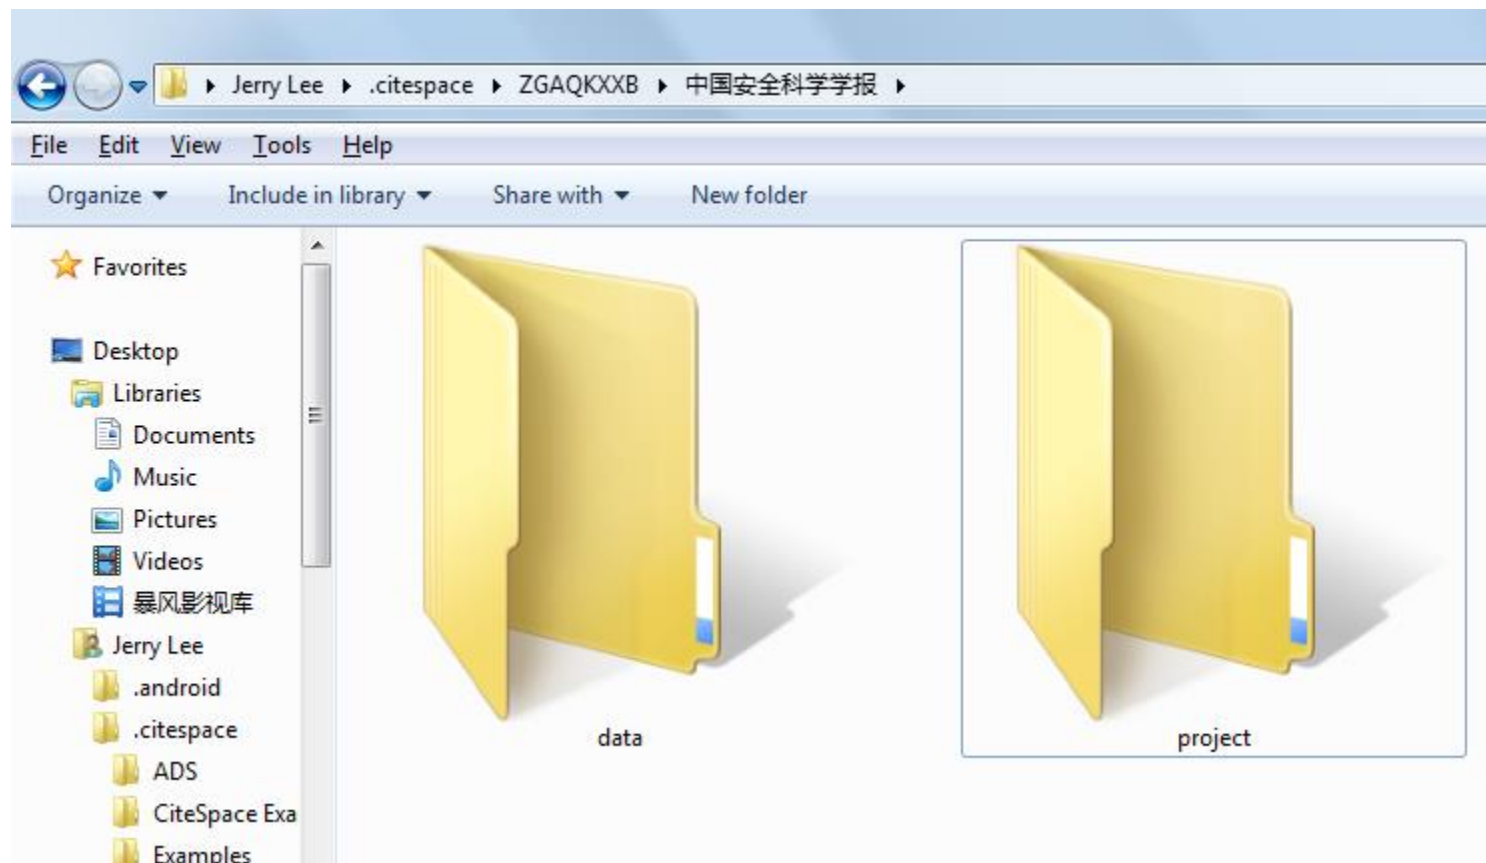 Jerry Lee .citespace ZGAQKXXB 中国安全科学学报
File Edit View Tools Help
Organize Include in library Share with New folder
Favorites
Desktop
Libraries
Documents
Music
Pictures
Videos
暴风影视库
Jerry Lee
.android
.citespace
ADS
CiteSpace Exa
Examples
data
project